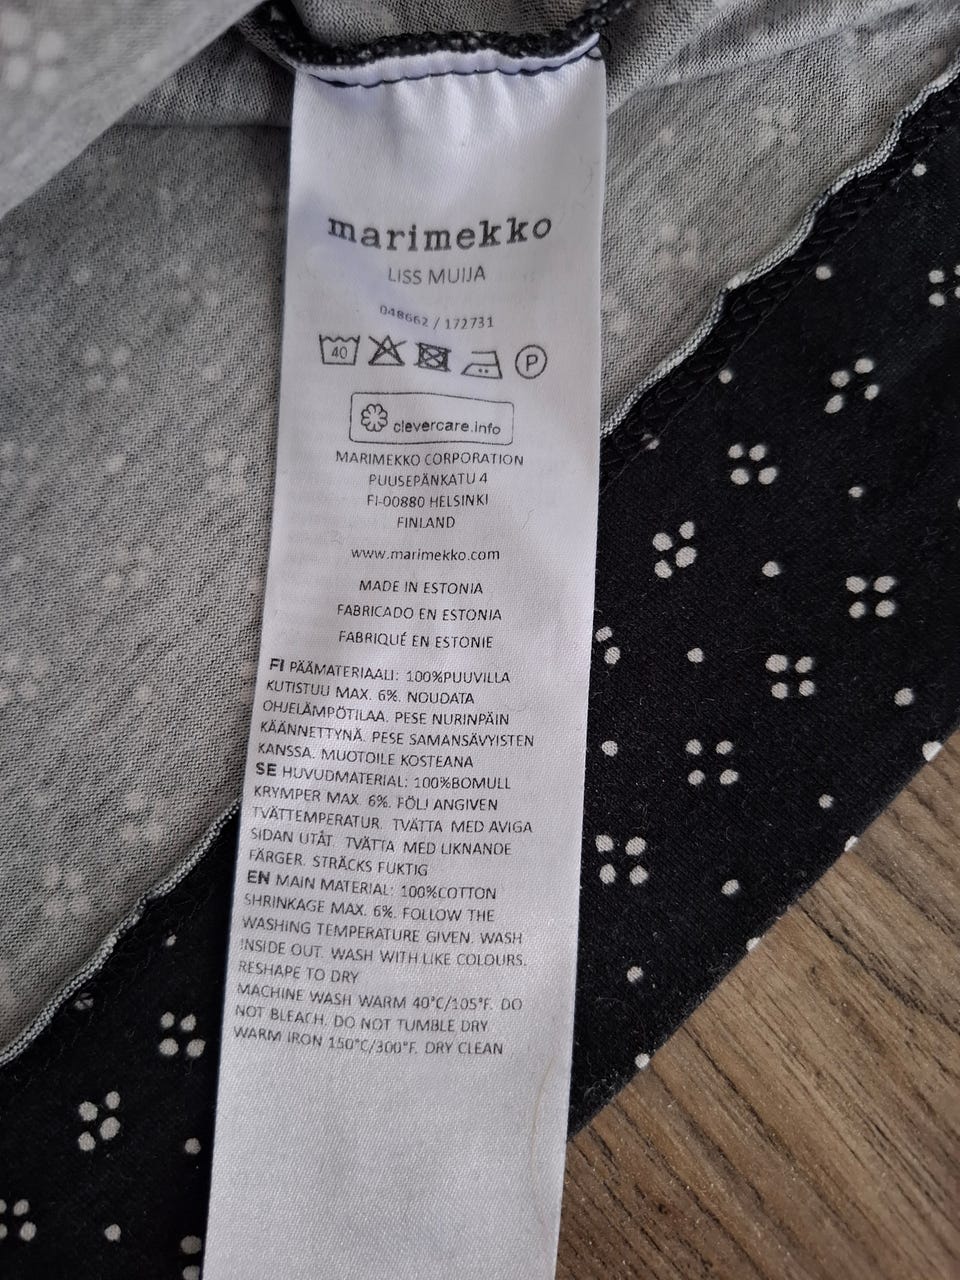 marimekko
LISS MUIJA
048662 / 172731
40 P
clevercare.info
MARIMEKKO CORPORATION
PUUSEPÄNKATU 4
FI-00880 HELSINKI
FINLAND
www.marimekko.com
MADE IN ESTONIA
FABRICADO EN ESTONIA
FABRIQUÉ EN ESTONIE
FI PÄÄMATERIAALI: 100%PUUVILLA
KUTISTUU MAX. 6%. NOUDATA
OHJELÄMPÖTILAA. PESE NURINPÄIN
KÄÄNNETTYNÄ. PESE SAMANSÄVYISTEN
KANSSA. MUOTOILE KOSTEANA
SE HUVUDMATERIAL: 100%BOMULL
KRYMPER MAX. 6%. FÖLJ ANGIVEN
TVÄTTEMPERATUR. TVÄTTA MED AVIGA
SIDAN UTÅT. TVÄTTA MED LIKNANDE
FÄRGER. STRÄCKS FUKTIG
EN MAIN MATERIAL: 100%COTTON
SHRINKAGE MAX. 6%. FOLLOW THE
WASHING TEMPERATURE GIVEN. WASH
INSIDE OUT. WASH WITH LIKE COLOURS.
RESHAPE TO DRY
MACHINE WASH WARM 40°C/105°F. DO
NOT BLEACH. DO NOT TUMBLE DRY
WARM IRON 150°C/300°F. DRY CLEAN